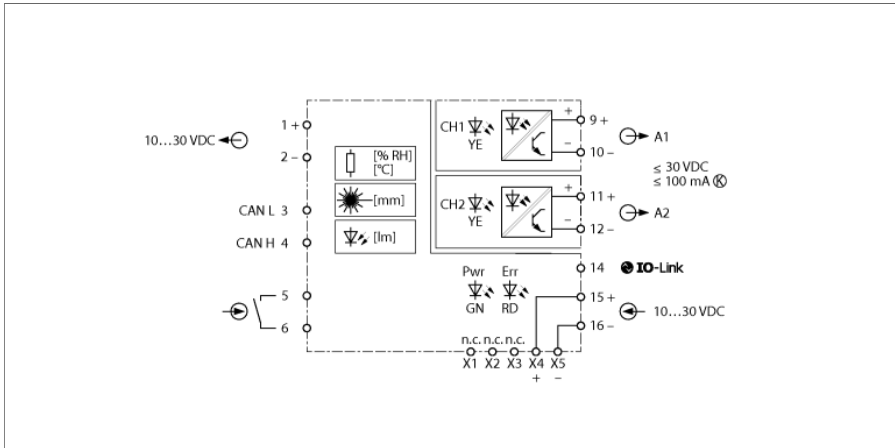 10…30 VDC
1 +
2 –
CAN L 3
CAN H 4
5
6
[% RH]
[°C]
[mm]
[lm]
CH1
YE
+
–
9 +
10 –
A1
≤ 30 VDC
≤ 100 mA Ⓚ
CH2
YE
+
–
11 +
12 –
A2
14
IO-Link
Pwr Err
GN RD
15 +
16 –
10…30 VDC
n.c. n.c. n.c.
X1 X2 X3 X4 X5
+ –